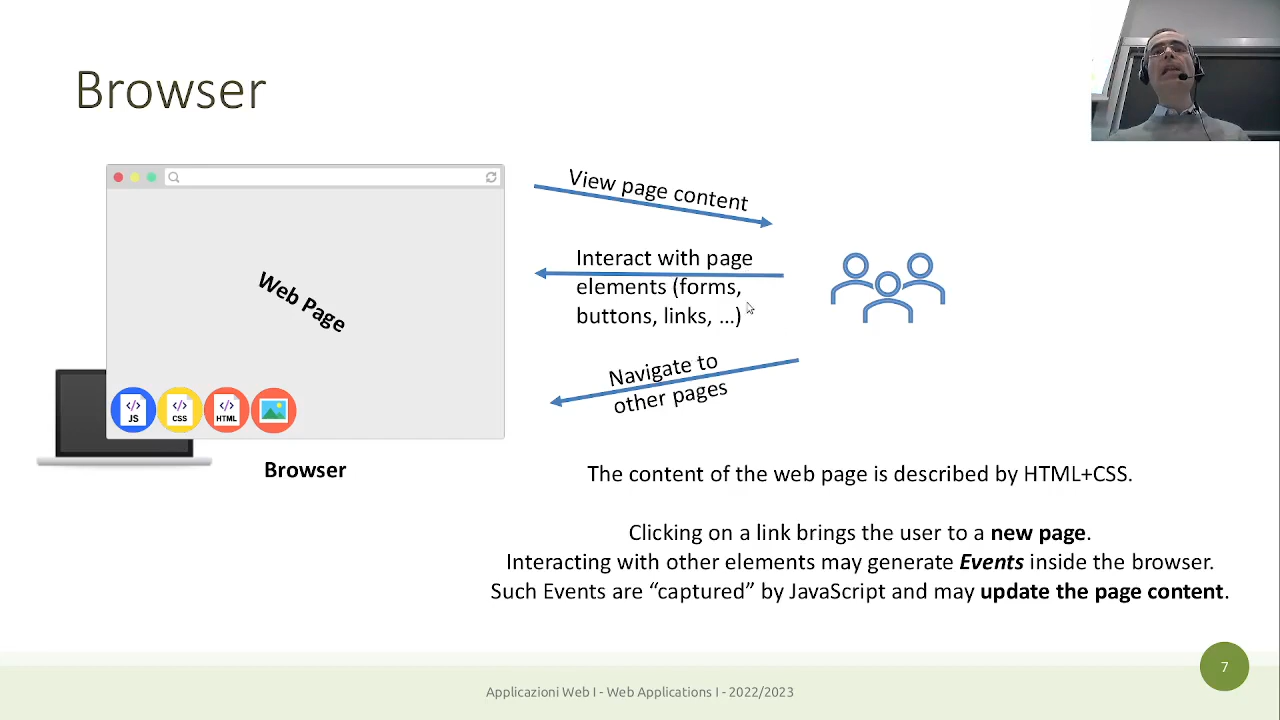 Browser
View page content
Interact with page
elements (forms,
buttons, links, …)
Web Page
Navigate to
other pages
JS
CSS
HTML
Browser
The content of the web page is described by HTML+CSS.
Clicking on a link brings the user to a new page.
Interacting with other elements may generate Events inside the browser.
Such Events are “captured” by JavaScript and may update the page content.
7
Applicazioni Web I - Web Applications I - 2022/2023